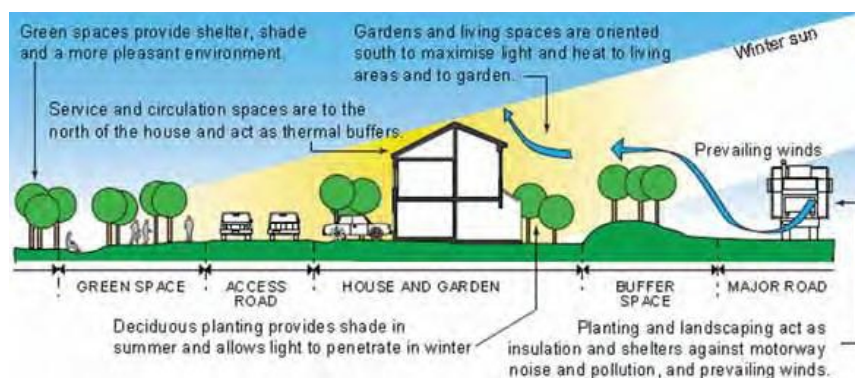 Green spaces provide shelter, shade
and a more pleasant environment.
Gardens and living spaces are oriented
south to maximise light and heat to living
areas and to garden.
Winter sun
Service and circulation spaces are to the
north of the house and act as thermal buffers.
Prevailing winds
GREEN SPACE
ACCESS
ROAD
HOUSE AND GARDEN
BUFFER
SPACE
MAJOR ROAD
Deciduous planting provides shade in
summer and allows light to penetrate in winter
Planting and landscaping act as
insulation and shelters against motorway
noise and pollution, and prevailing winds.